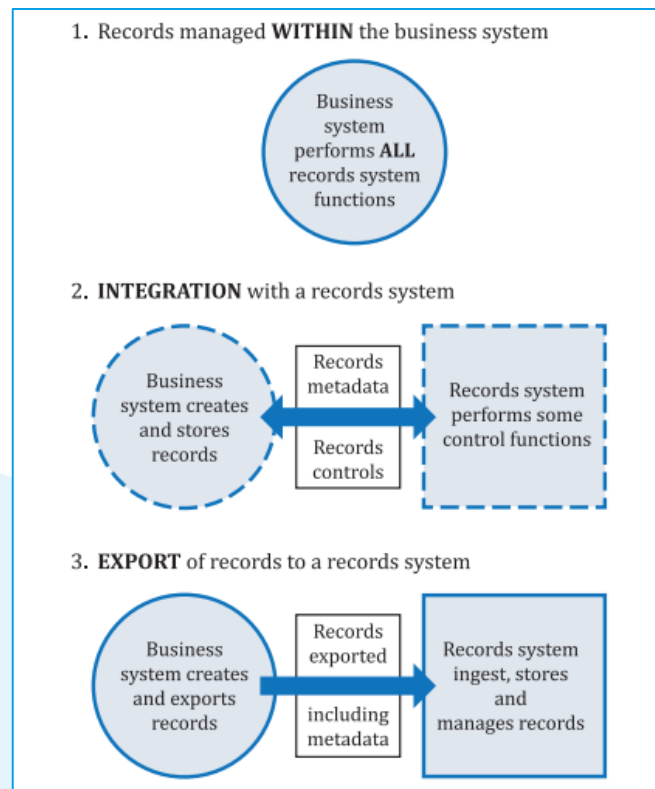 1. Records managed WITHIN the business system
Business
system
performs ALL
records system
functions
2. INTEGRATION with a records system
Business
system creates
and stores
records
Records
metadata
Records
controls
Records system
performs some
control functions
3. EXPORT of records to a records system
Business
system creates
and exports
records
Records
exported
including
metadata
Records system
ingest, stores
and
manages records